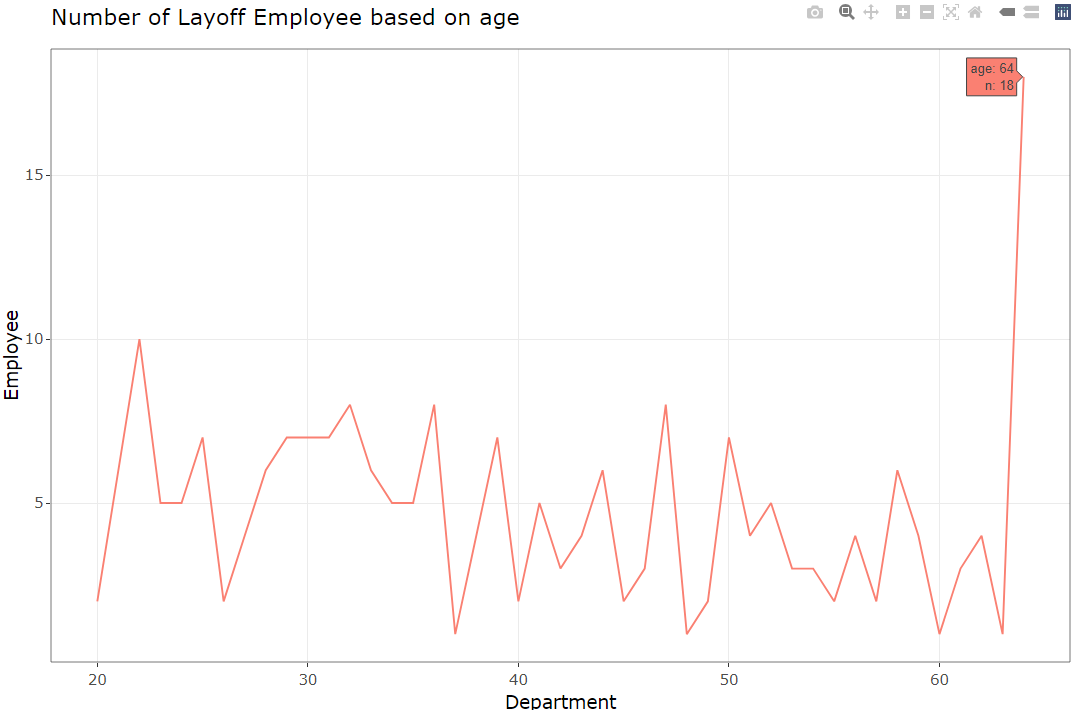 Number of Layoff Employee based on age
age: 64
n: 18
15
10
5
Employee
20 30 40 50 60
Department